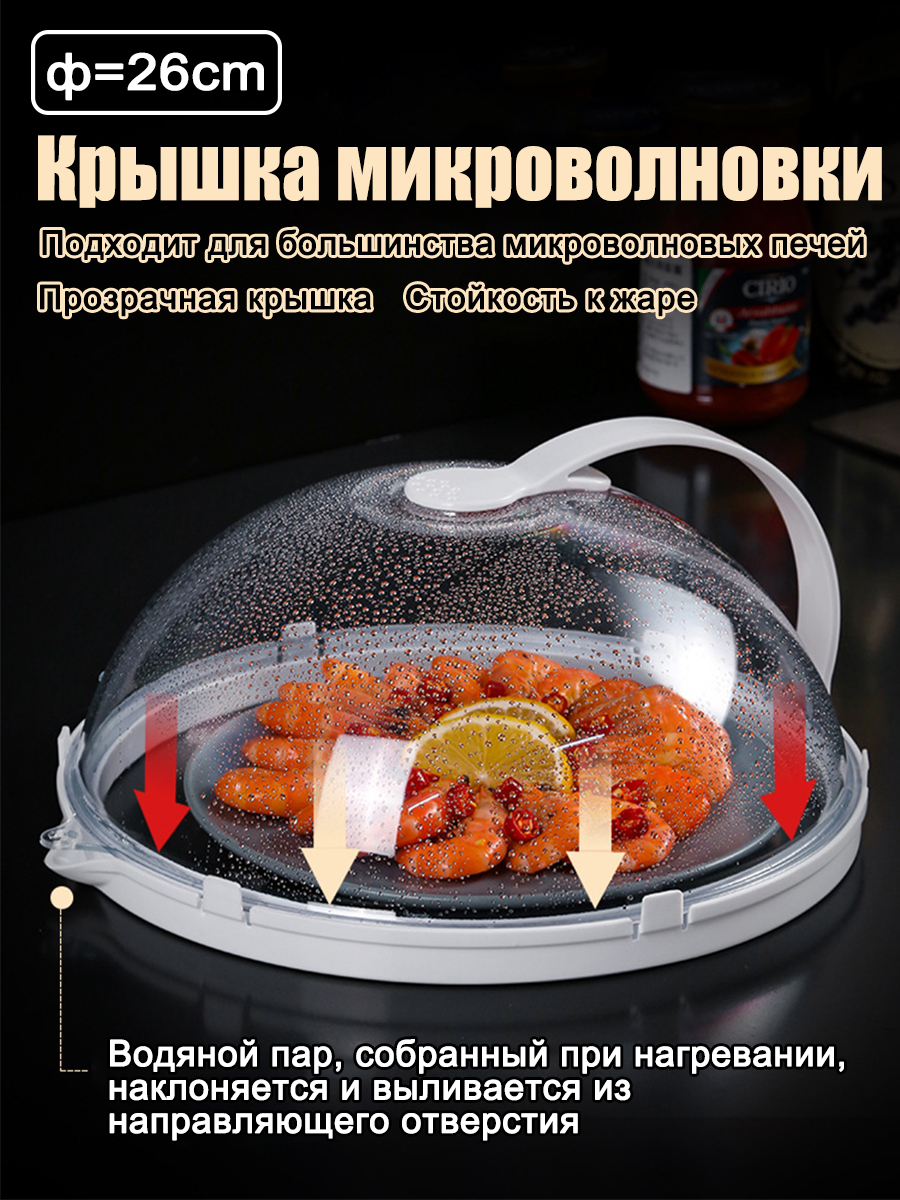 ф=26cm
Крышка микроволновки
Подходит для большинства микроволновых печей
Прозрачная крышка Стойкость к жаре
CIRIO
Водяной пар, собранный при нагревании,
наклоняется и выливается из
направляющего отверстия